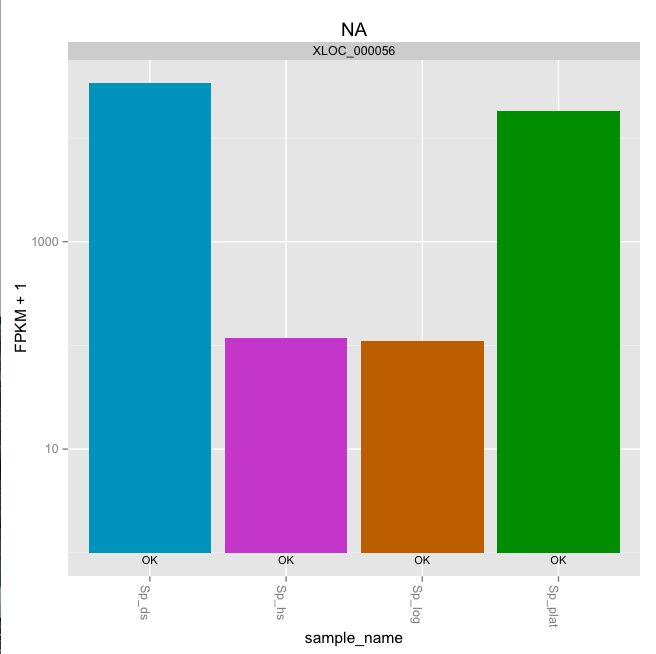 NA
XLOC_000056
FPKM + 1
1000
10
OK OK OK OK
Sp_ds Sp_hs Sp_log Sp_plat
sample_name